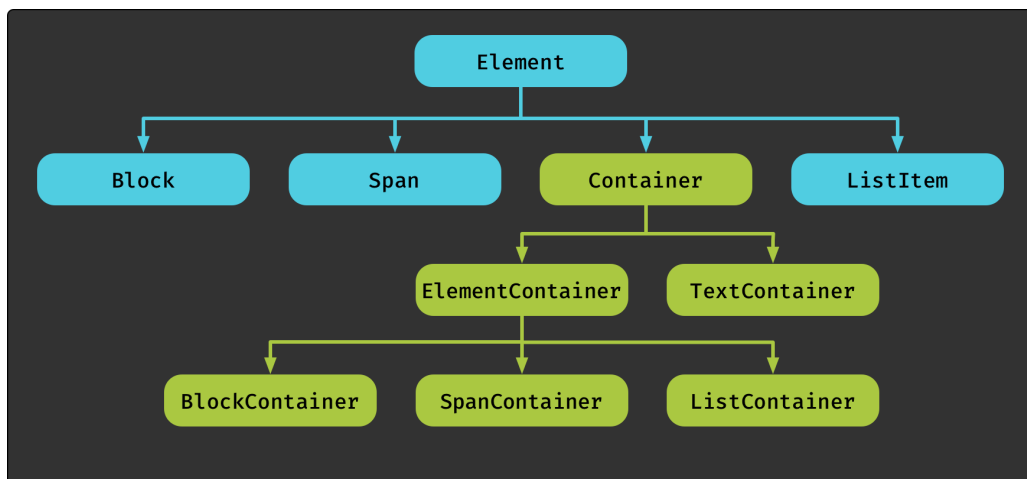 Element
Block
Span
Container
ListItem
ElementContainer
TextContainer
BlockContainer
SpanContainer
ListContainer